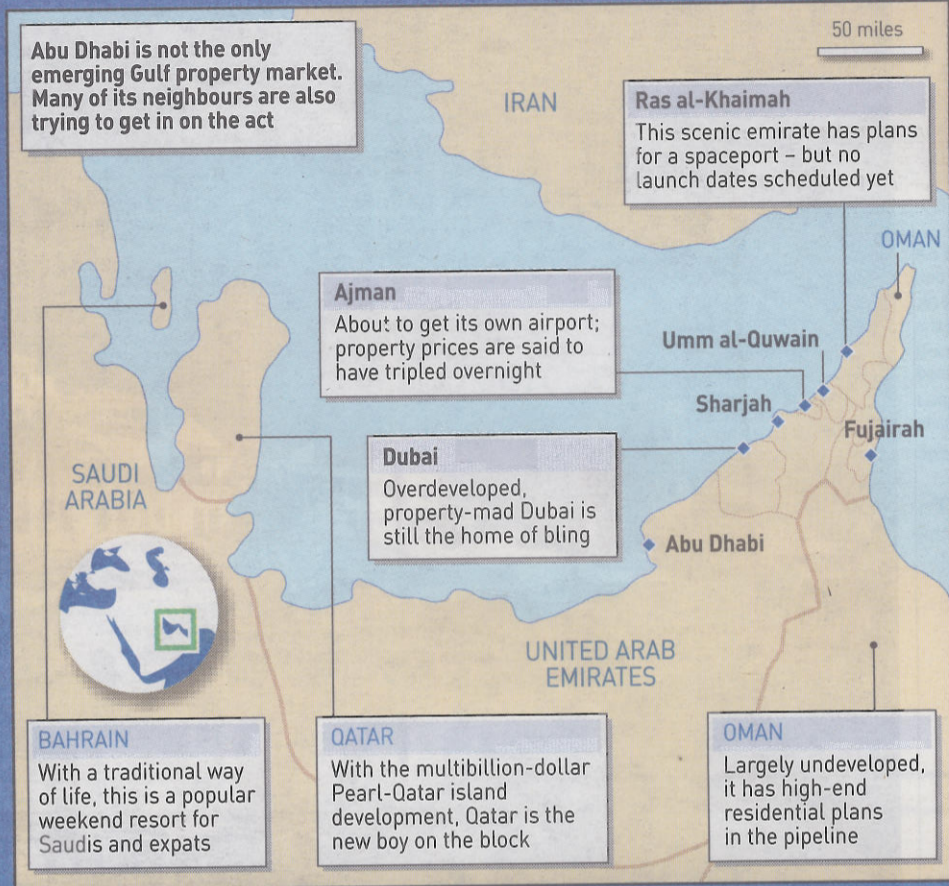 Abu Dhabi is not the only
emerging Gulf property market.
Many of its neighbours are also
trying to get in on the act
50 miles
IRAN
Ras al-Khaimah
This scenic emirate has plans
for a spaceport – but no
launch dates scheduled yet
OMAN
Ajman
About to get its own airport;
property prices are said to
have tripled overnight
Umm al-Quwain
Sharjah
Fujairah
Dubai
Overdeveloped,
property-mad Dubai is
still the home of bling
SAUDI
ARABIA
Abu Dhabi
UNITED ARAB
EMIRATES
BAHRAIN
With a traditional way
of life, this is a popular
weekend resort for
Saudis and expats
QATAR
With the multibillion-dollar
Pearl-Qatar island
development, Qatar is the
new boy on the block
OMAN
Largely undeveloped,
it has high-end
residential plans
in the pipeline